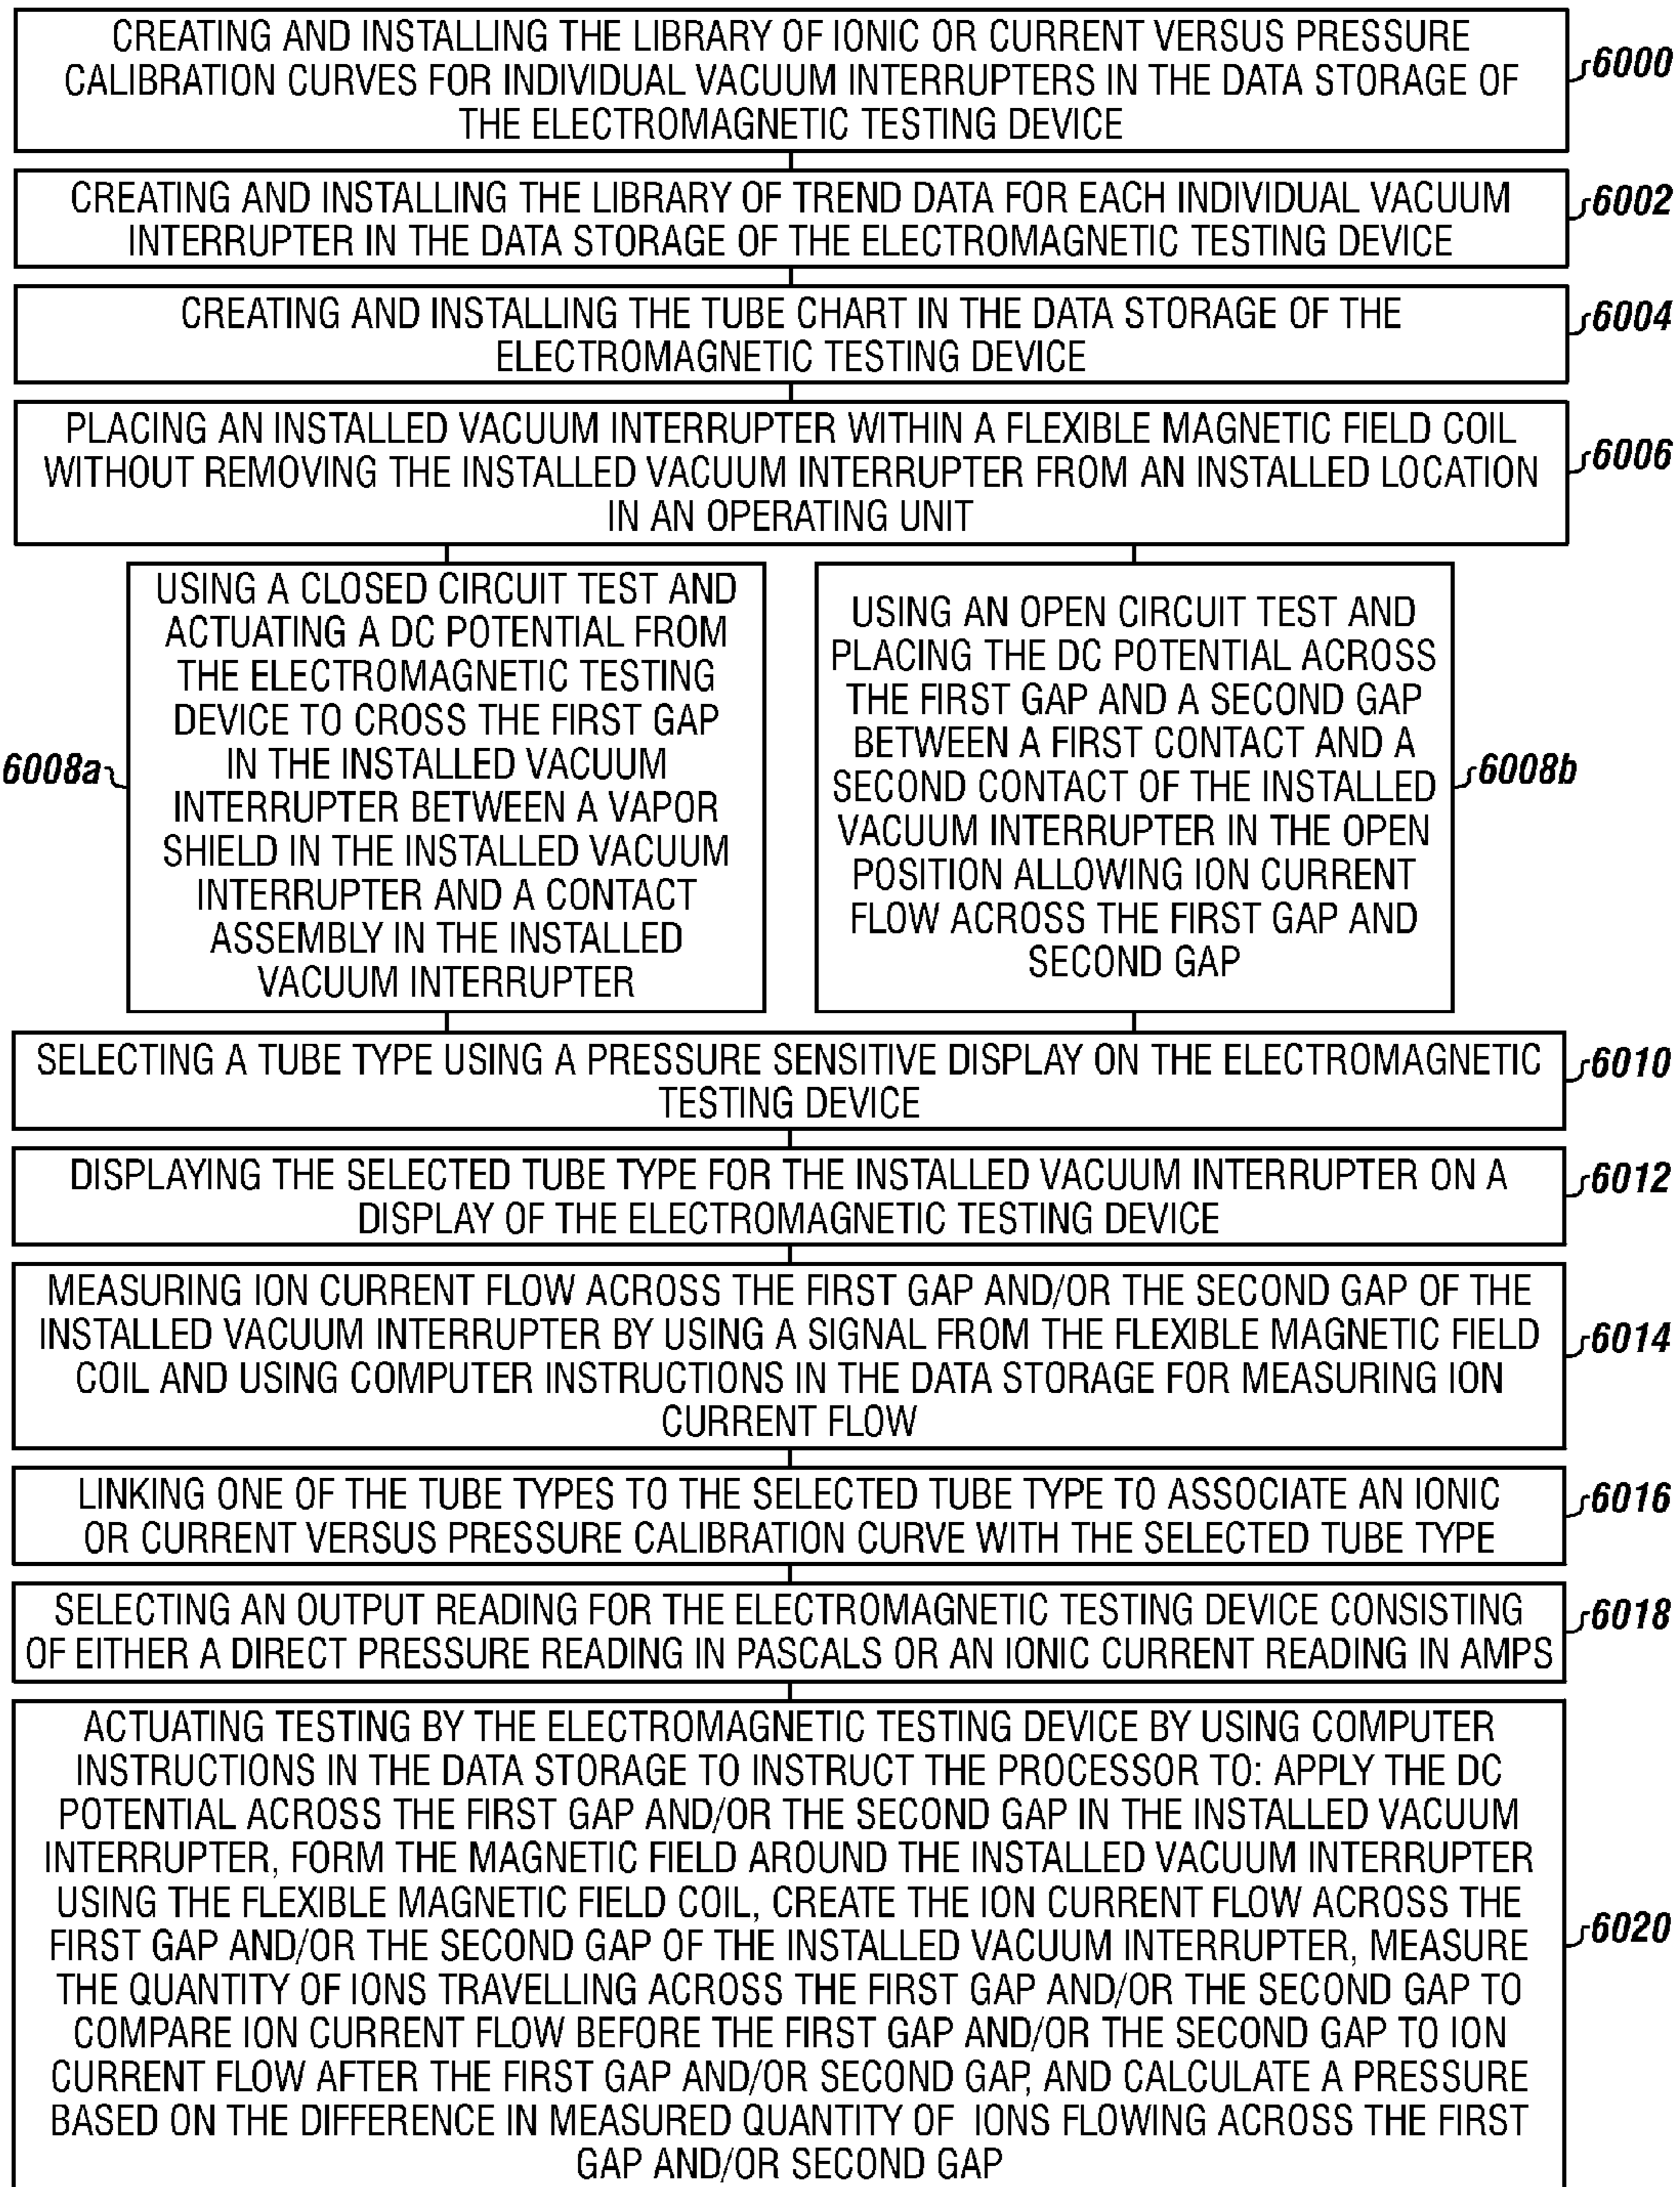 CREATING AND INSTALLING THE LIBRARY OF IONIC OR CURRENT VERSUS PRESSURE
CALIBRATION CURVES FOR INDIVIDUAL VACUUM INTERRUPTERS IN THE DATA STORAGE OF
THE ELECTROMAGNETIC TESTING DEVICE
6000
CREATING AND INSTALLING THE LIBRARY OF TREND DATA FOR EACH INDIVIDUAL VACUUM
INTERRUPTER IN THE DATA STORAGE OF THE ELECTROMAGNETIC TESTING DEVICE
6002
CREATING AND INSTALLING THE TUBE CHART IN THE DATA STORAGE OF THE
ELECTROMAGNETIC TESTING DEVICE
6004
PLACING AN INSTALLED VACUUM INTERRUPTER WITHIN A FLEXIBLE MAGNETIC FIELD COIL
WITHOUT REMOVING THE INSTALLED VACUUM INTERRUPTER FROM AN INSTALLED LOCATION
IN AN OPERATING UNIT
6006
USING A CLOSED CIRCUIT TEST AND
ACTUATING A DC POTENTIAL FROM
THE ELECTROMAGNETIC TESTING
DEVICE TO CROSS THE FIRST GAP
IN THE INSTALLED VACUUM
INTERRUPTER BETWEEN A VAPOR
SHIELD IN THE INSTALLED VACUUM
INTERRUPTER AND A CONTACT
ASSEMBLY IN THE INSTALLED
VACUUM INTERRUPTER
6008a
USING AN OPEN CIRCUIT TEST AND
PLACING THE DC POTENTIAL ACROSS
THE FIRST GAP AND A SECOND GAP
BETWEEN A FIRST CONTACT AND A
SECOND CONTACT OF THE INSTALLED
VACUUM INTERRUPTER IN THE OPEN
POSITION ALLOWING ION CURRENT
FLOW ACROSS THE FIRST GAP AND
SECOND GAP
6008b
SELECTING A TUBE TYPE USING A PRESSURE SENSITIVE DISPLAY ON THE ELECTROMAGNETIC
TESTING DEVICE
6010
DISPLAYING THE SELECTED TUBE TYPE FOR THE INSTALLED VACUUM INTERRUPTER ON A
DISPLAY OF THE ELECTROMAGNETIC TESTING DEVICE
6012
MEASURING ION CURRENT FLOW ACROSS THE FIRST GAP AND/OR THE SECOND GAP OF THE
INSTALLED VACUUM INTERRUPTER BY USING A SIGNAL FROM THE FLEXIBLE MAGNETIC FIELD
COIL AND USING COMPUTER INSTRUCTIONS IN THE DATA STORAGE FOR MEASURING ION
CURRENT FLOW
6014
LINKING ONE OF THE TUBE TYPES TO THE SELECTED TUBE TYPE TO ASSOCIATE AN IONIC
OR CURRENT VERSUS PRESSURE CALIBRATION CURVE WITH THE SELECTED TUBE TYPE
6016
SELECTING AN OUTPUT READING FOR THE ELECTROMAGNETIC TESTING DEVICE CONSISTING
OF EITHER A DIRECT PRESSURE READING IN PASCALS OR AN IONIC CURRENT READING IN AMPS
6018
ACTUATING TESTING BY THE ELECTROMAGNETIC TESTING DEVICE BY USING COMPUTER
INSTRUCTIONS IN THE DATA STORAGE TO INSTRUCT THE PROCESSOR TO: APPLY THE DC
POTENTIAL ACROSS THE FIRST GAP AND/OR THE SECOND GAP IN THE INSTALLED VACUUM
INTERRUPTER, FORM THE MAGNETIC FIELD AROUND THE INSTALLED VACUUM INTERRUPTER
USING THE FLEXIBLE MAGNETIC FIELD COIL, CREATE THE ION CURRENT FLOW ACROSS THE
FIRST GAP AND/OR THE SECOND GAP OF THE INSTALLED VACUUM INTERRUPTER, MEASURE
THE QUANTITY OF IONS TRAVELLING ACROSS THE FIRST GAP AND/OR THE SECOND GAP TO
COMPARE ION CURRENT FLOW BEFORE THE FIRST GAP AND/OR THE SECOND GAP TO ION
CURRENT FLOW AFTER THE FIRST GAP AND/OR SECOND GAP, AND CALCULATE A PRESSURE
BASED ON THE DIFFERENCE IN MEASURED QUANTITY OF IONS FLOWING ACROSS THE FIRST
GAP AND/OR SECOND GAP
6020